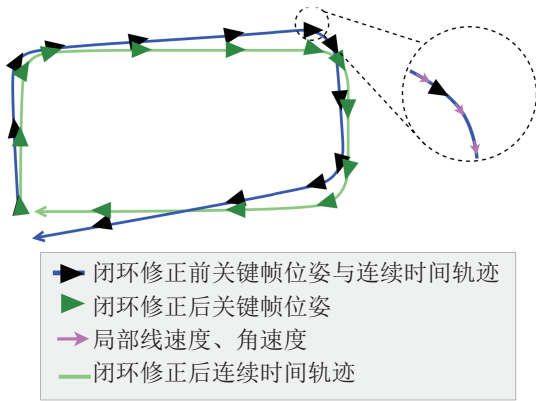 闭环修正前关键帧位姿与连续时间轨迹
闭环修正后关键帧位姿
局部线速度、角速度
闭环修正后连续时间轨迹